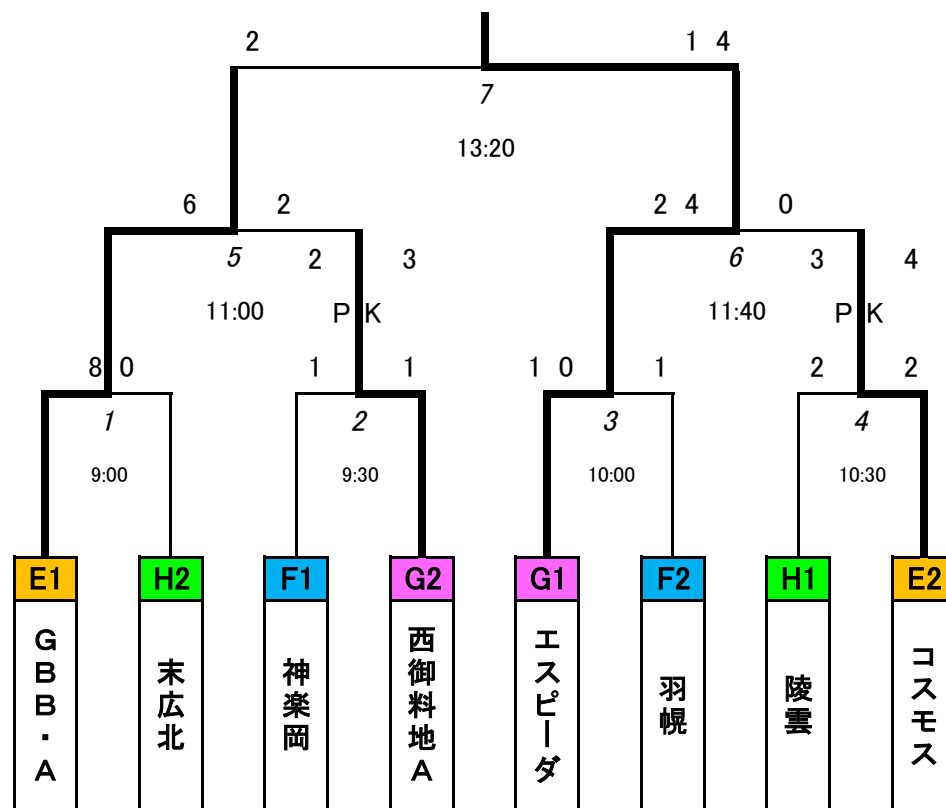 2 1 4
7
13:20
6 2 2 4 0
5 2 3 6 3 4
11:00 PK 11:40 PK
8 0 1 1 1 0 1 2 2
1 2 3 4
9:00 9:30 10:00 10:30
E1 H2 F1 G2 G1 F2 H1 E2
GBB・A
末広北
神楽岡
西御料地A
エスピーダ
羽幌
陵雲
コスモス